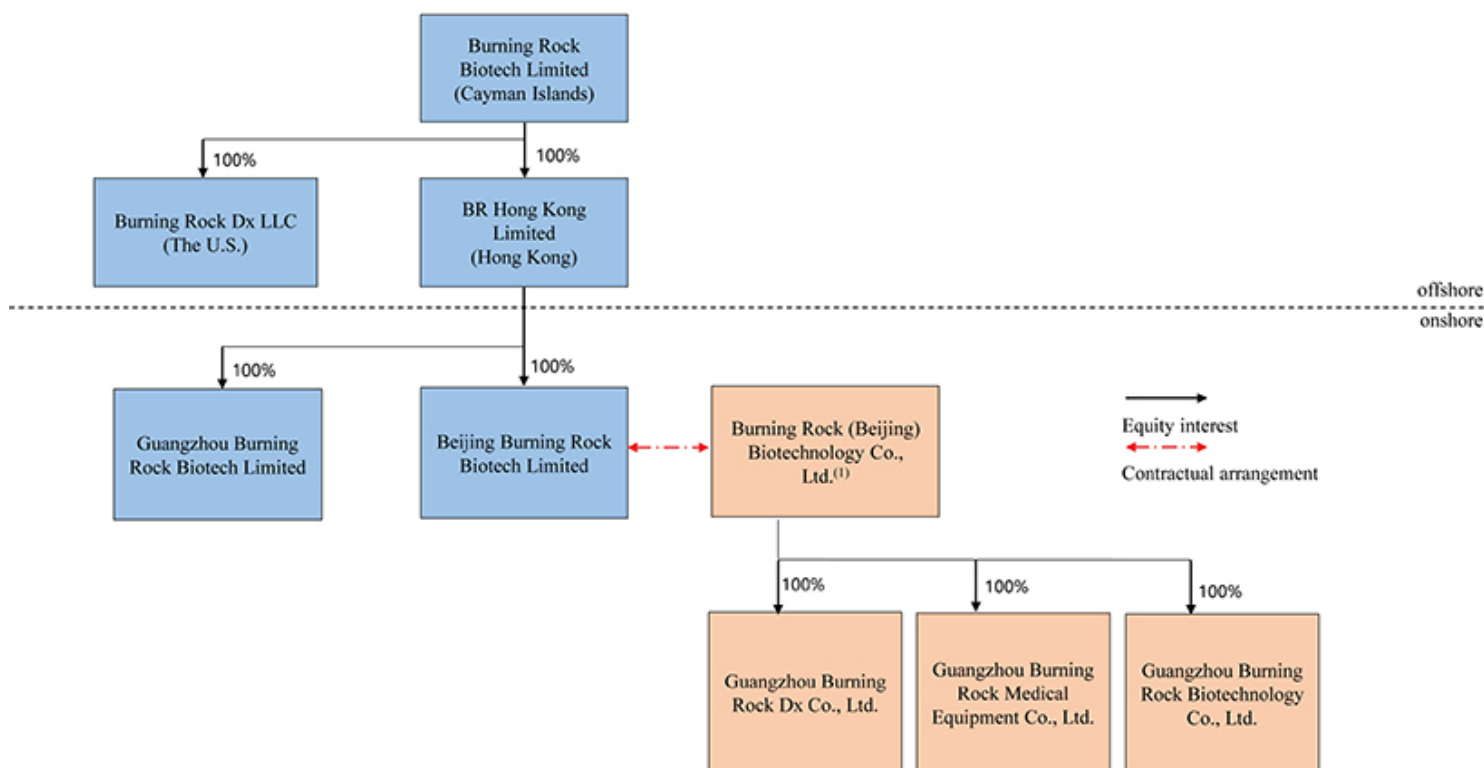 Burning Rock
Biotech Limited
(Cayman Islands)
100%
100%
Burning Rock Dx LLC
(The U.S.)
BR Hong Kong
Limited
(Hong Kong)
offshore
onshore
100%
100%
Guangzhou Burning
Rock Biotech Limited
Beijing Burning Rock
Biotech Limited
Burning Rock (Beijing)
Biotechnology Co.,
Ltd.(1)
Equity interest
Contractual arrangement
100%
100%
100%
Guangzhou Burning
Rock Dx Co., Ltd.
Guangzhou Burning
Rock Medical
Equipment Co., Ltd.
Guangzhou Burning
Rock Biotechnology
Co., Ltd.